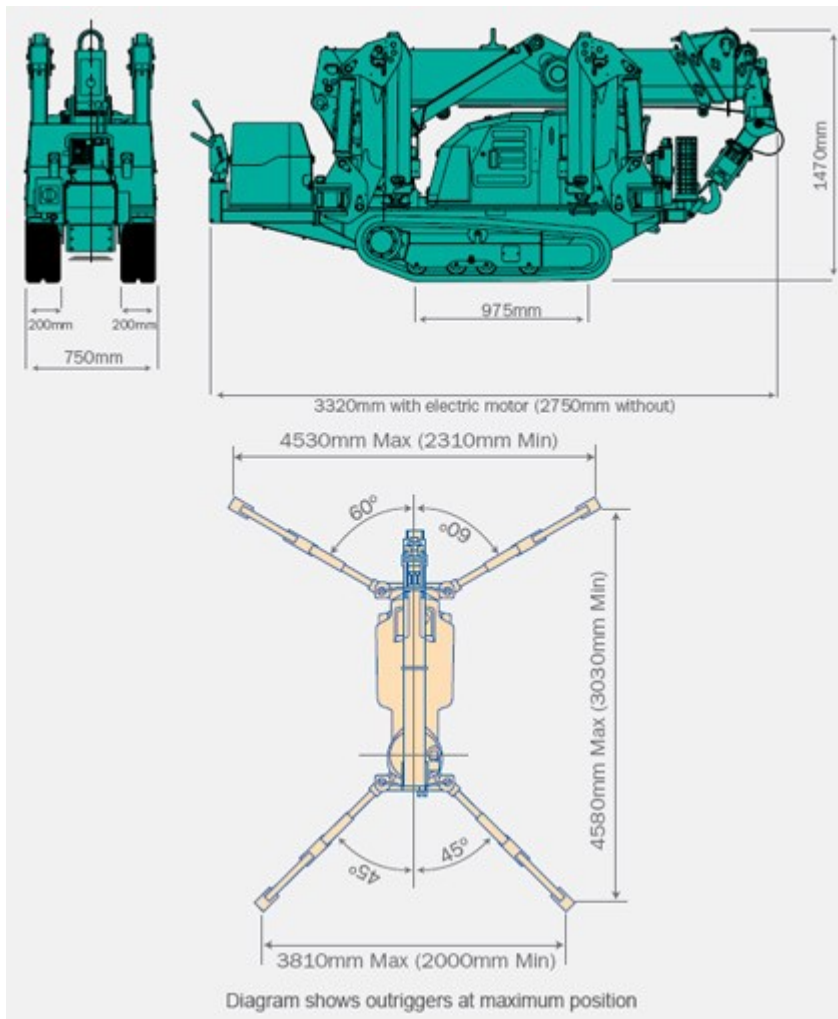 1470mm
975mm
200mm
200mm
750mm
3320mm with electric motor (2750mm without)
4530mm Max (2310mm Min)
60°
60°
4580mm Max (3030mm Min)
45°
45°
3810mm Max (2000mm Min)
Diagram shows outriggers at maximum position